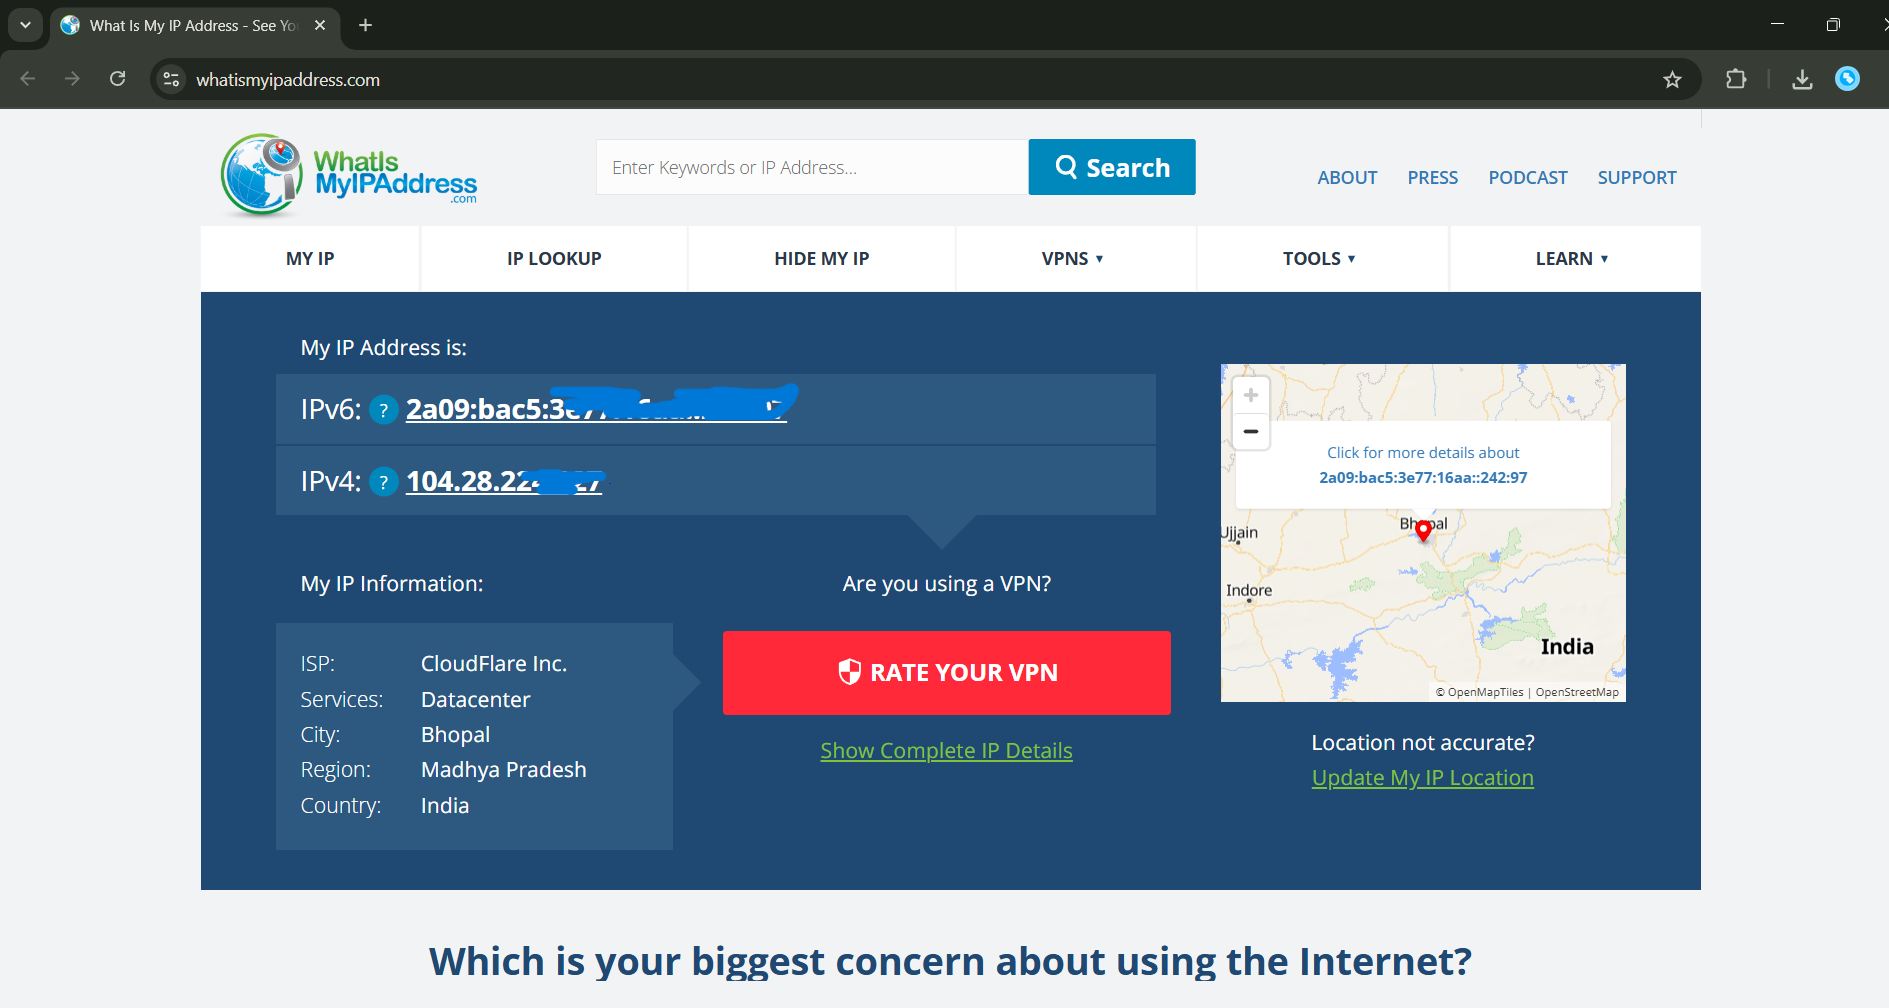 What Is My IP Address - See Yo
whatismyipaddress.com
WhatIs
MyIPAddress
.com
Enter Keywords or IP Address...
Search
ABOUT PRESS PODCAST SUPPORT
MY IP IP LOOKUP HIDE MY IP VPNS TOOLS LEARN
My IP Address is:
IPv6: ? 2a09:bac5:
IPv4: ? 104.28.
Click for more details about
2a09:bac5:3e77:16aa::242:97
Bhopal
Ujjain
Indore
India
© OpenMapTiles | OpenStreetMap
My IP Information:
ISP: CloudFlare Inc.
Services: Datacenter
City: Bhopal
Region: Madhya Pradesh
Country: India
Are you using a VPN?
RATE YOUR VPN
Show Complete IP Details
Location not accurate?
Update My IP Location
Which is your biggest concern about using the Internet?